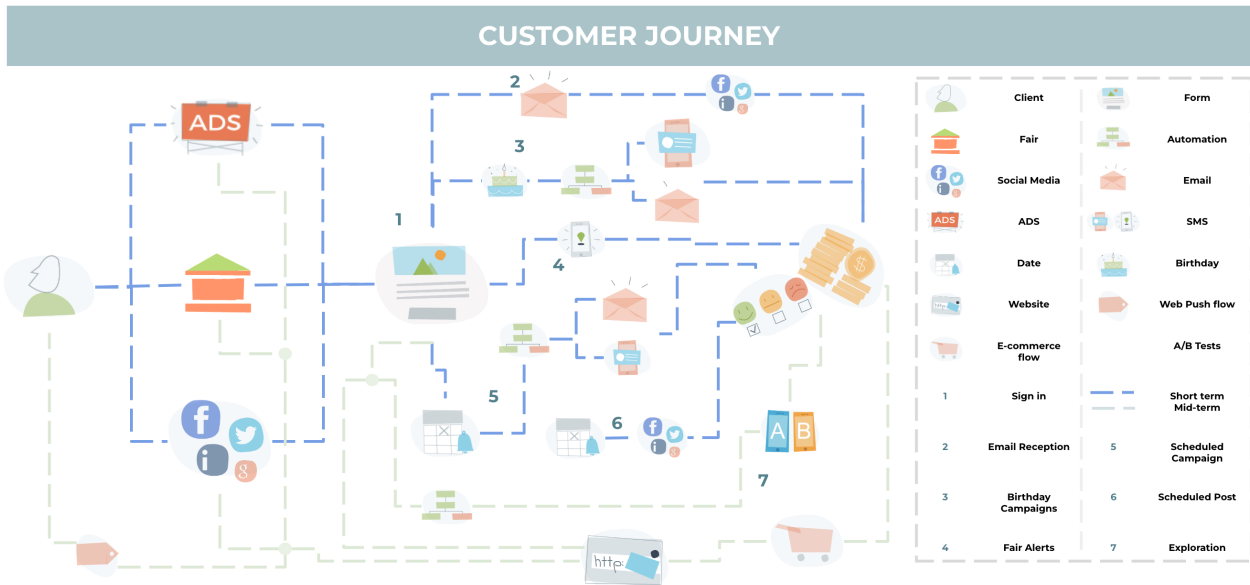 CUSTOMER JOURNEY
ADS
2
3
1
4
$
5
6
A B
7
http:
Client
Form
Fair
Automation
Social Media
Email
ADS
ADS
SMS
Date
Birthday
http:
Website
Web Push flow
E-commerce
flow
A/B Tests
1
Sign in
Short term
Mid-term
2
Email Reception
5
Scheduled
Campaign
3
Birthday
Campaigns
6
Scheduled Post
4
Fair Alerts
7
Exploration